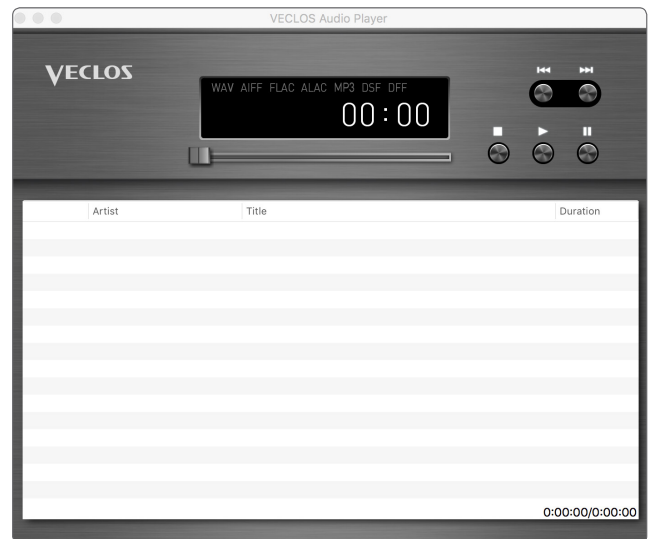 VECLOS Audio Player
VECLOS
WAV AIFF FLAC ALAC MP3 DSF DFF
00:00
Artist Title Duration
0:00:00/0:00:00